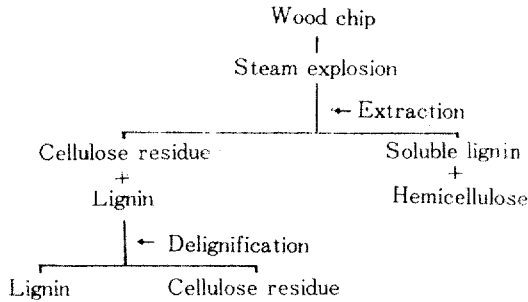 Wood chip
Steam explosion
← Extraction
Cellulose residue
+
Lignin
Soluble lignin
+
Hemicellulose
← Delignification
Lignin
Cellulose residue